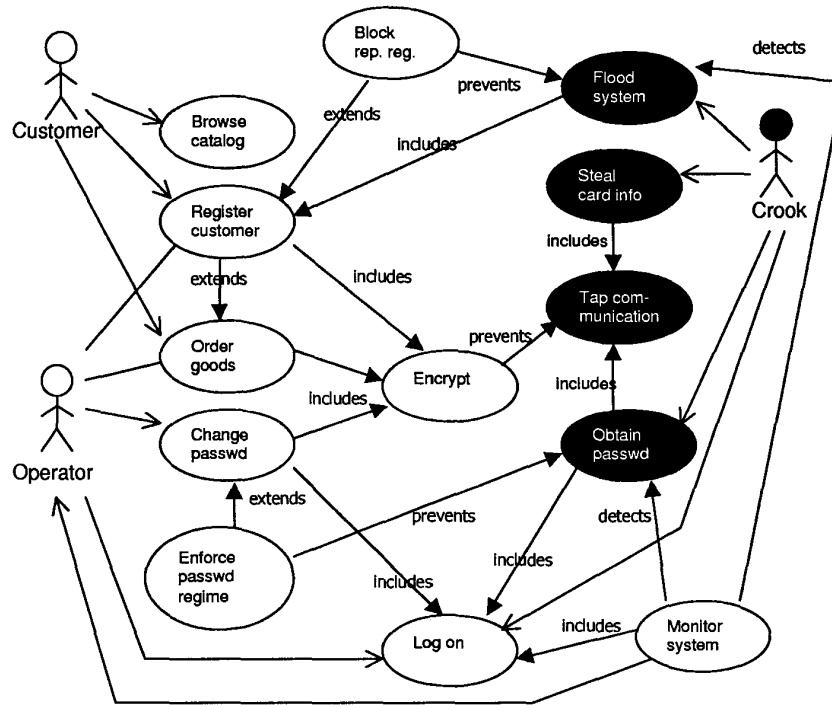 Block
rep. reg.
detects
Flood
system
prevents
Customer
Browse
catalog
extends
includes
Steal
card info
Crook
Register
customer
includes
extends
includes
Tap com-
munication
prevents
Order
goods
Encrypt
includes
includes
Change
passwd
Obtain
passwd
Operator
extends
prevents
detects
Enforce
passwd
regime
includes
includes
includes
Log on
Monitor
system